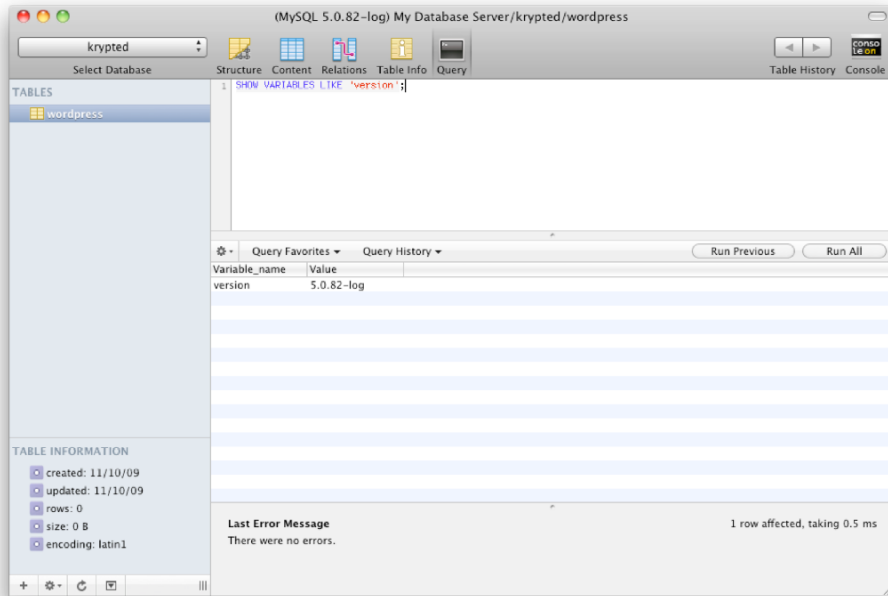 (MySQL 5.0.82-log) My Database Server/krypted/wordpress
krypted
Select Database
Structure Content Relations Table Info Query
Table History Console
conso
le on
TABLES
wordpress
1 SHOW VARIABLES LIKE 'version';
Query Favorites Query History Run Previous Run All
Variable_name Value
version 5.0.82-log
TABLE INFORMATION
created: 11/10/09
updated: 11/10/09
rows: 0
size: 0 B
encoding: latin1
Last Error Message
There were no errors.
1 row affected, taking 0.5 ms